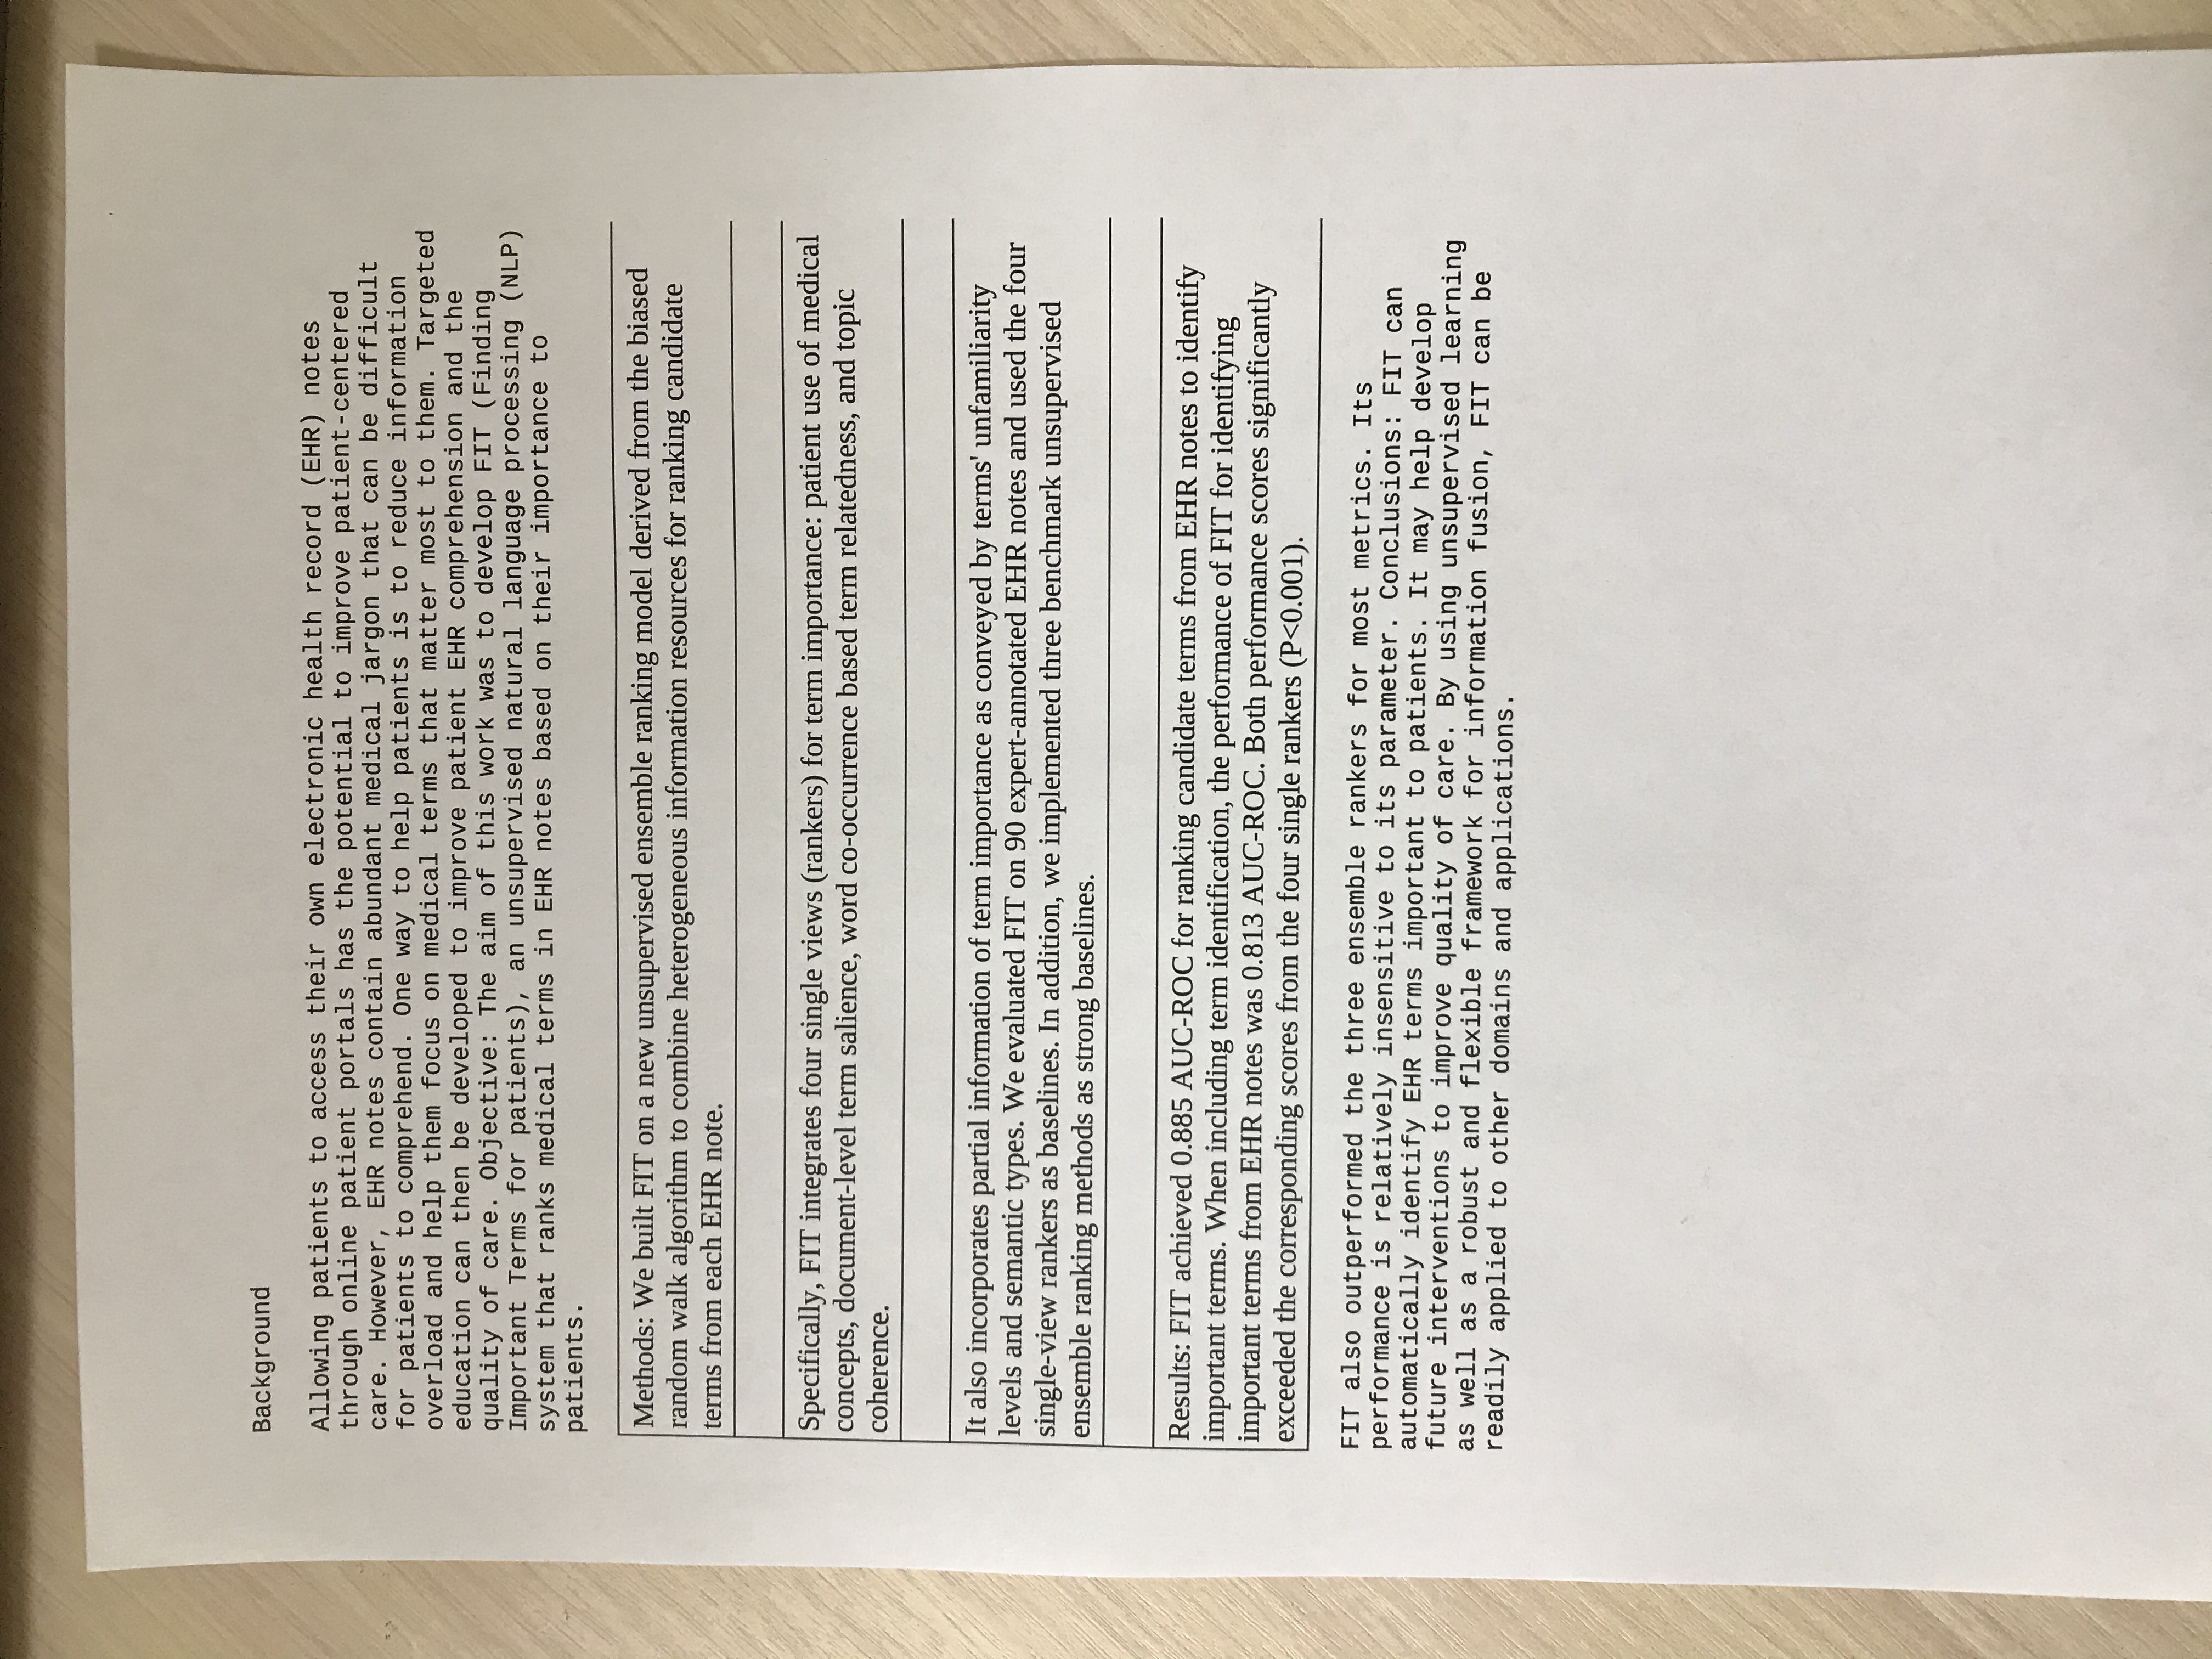 Background
Allowing patients to access their own electronic health record (EHR) notes
through online patient portals has the potential to improve patient-centered
care. However, EHR notes contain abundant medical jargon that can be difficult
for patients to comprehend. One way to help patients is to reduce information
overload and help them focus on medical terms that matter most to them. Targeted
education can then be developed to improve patient EHR comprehension and the
quality of care. Objective: The aim of this work was to develop FIT (Finding
Important Terms for patients), an unsupervised natural language processing (NLP)
system that ranks medical terms in EHR notes based on their importance to
patients.
Methods: We built FIT on a new unsupervised ensemble ranking model derived from the biased
random walk algorithm to combine heterogeneous information resources for ranking candidate
terms from each EHR note.
Specifically, FIT integrates four single views (rankers) for term importance: patient use of medical
concepts, document-level term salience, word co-occurrence based term relatedness, and topic
coherence.
It also incorporates partial information of term importance as conveyed by terms' unfamiliarity
levels and semantic types. We evaluated FIT on 90 expert-annotated EHR notes and used the four
single-view rankers as baselines. In addition, we implemented three benchmark unsupervised
ensemble ranking methods as strong baselines.
Results: FIT achieved 0.885 AUC-ROC for ranking candidate terms from EHR notes to identify
important terms. When including term identification, the performance of FIT for identifying
important terms from EHR notes was 0.813 AUC-ROC. Both performance scores significantly
exceeded the corresponding scores from the four single rankers (P<0.001).
FIT also outperformed the three ensemble rankers for most metrics. Its
performance is relatively insensitive to its parameter. Conclusions: FIT can
automatically identify EHR terms important to patients. It may help develop
future interventions to improve quality of care. By using unsupervised learning
as well as a robust and flexible framework for information fusion, FIT can be
readily applied to other domains and applications.